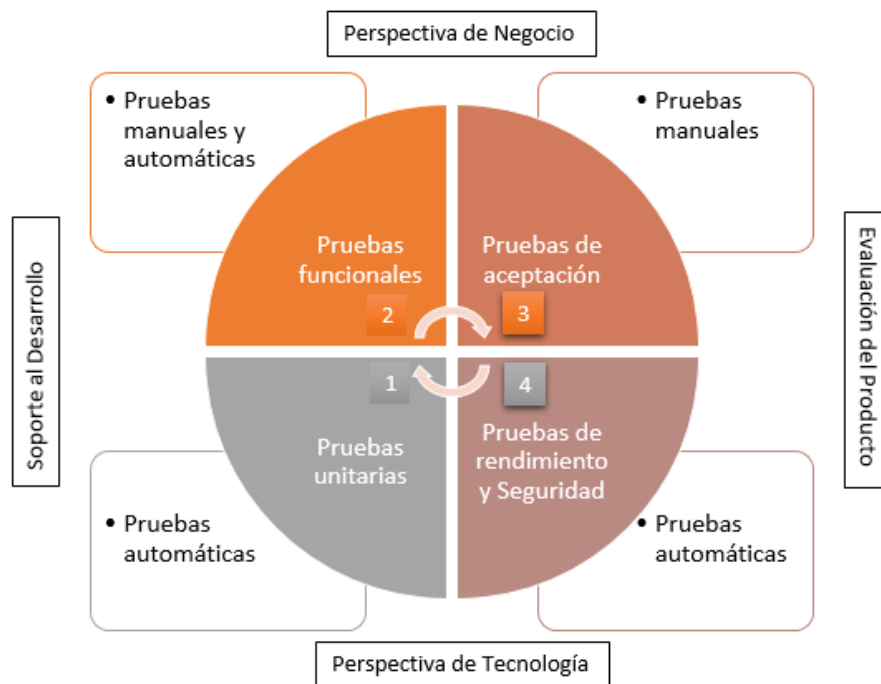 Perspectiva de Negocio
• Pruebas
manuales y
automáticas
• Pruebas
manuales
Soporte al Desarrollo
Evaluación del Producto
Pruebas
funcionales
2
Pruebas de
aceptación
3
1
Pruebas
unitarias
4
Pruebas de
rendimiento
y Seguridad
• Pruebas
automáticas
• Pruebas
automáticas
Perspectiva de Tecnología